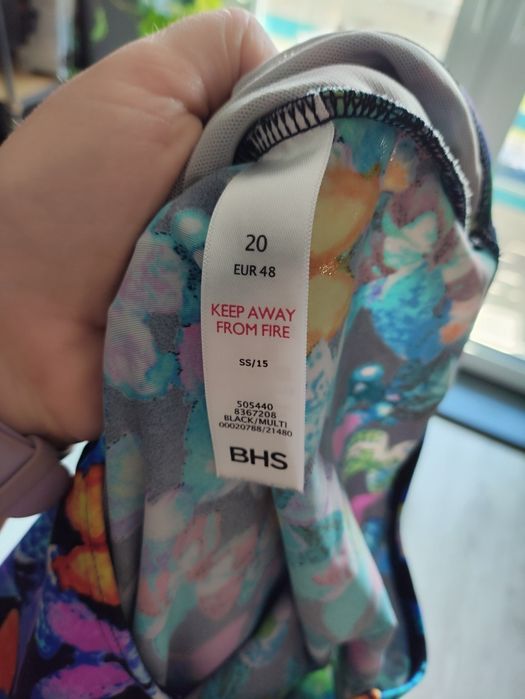 20
EUR 48
KEEP AWAY
FROM FIRE
SS/15
505440
8367208
BLACK/MULTI
00020788/21480
BHS